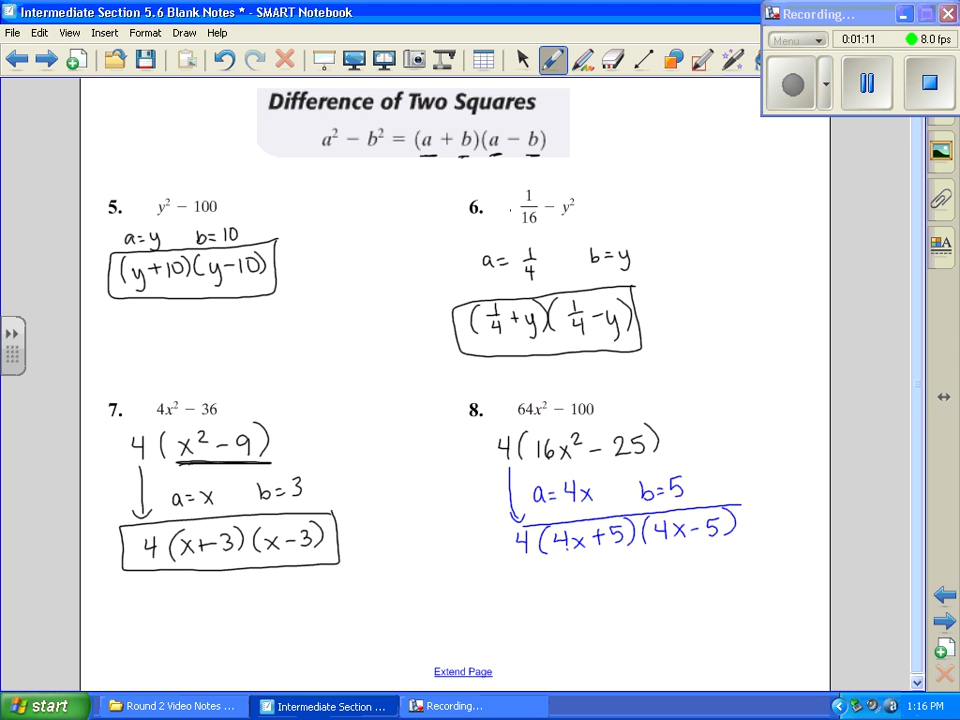 Intermediate Section 5.6 Blank Notes * - SMART Notebook
Recording...
File Edit View Insert Format Draw Help
Menu 0:01:11 8.0 fps
Difference of Two Squares
a² − b² = (a + b)(a − b)
5. y² − 100
a=y b=10
(y+10)(y-10)
6. 1/16 − y²
a= 1/4 b=y
(1/4+y)(1/4-y)
7. 4x² − 36
4(x²-9)
a=x b=3
4(x+3)(x-3)
8. 64x² − 100
4(16x²-25)
a=4x b=5
4(4x+5)(4x-5)
Extend Page
start Round 2 Video Notes ... Intermediate Section ... Recording... 1:16 PM